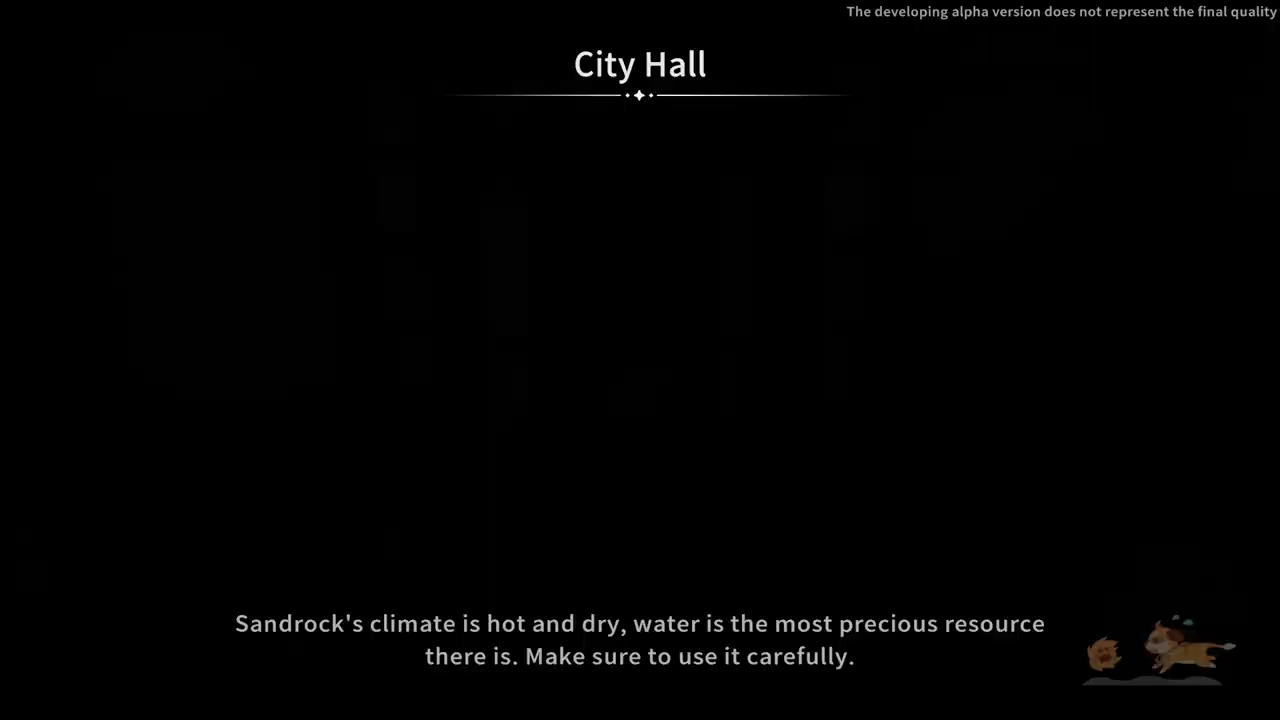 The developing alpha version does not represent the final quality
City Hall
Sandrock's climate is hot and dry, water is the most precious resource
there is. Make sure to use it carefully.